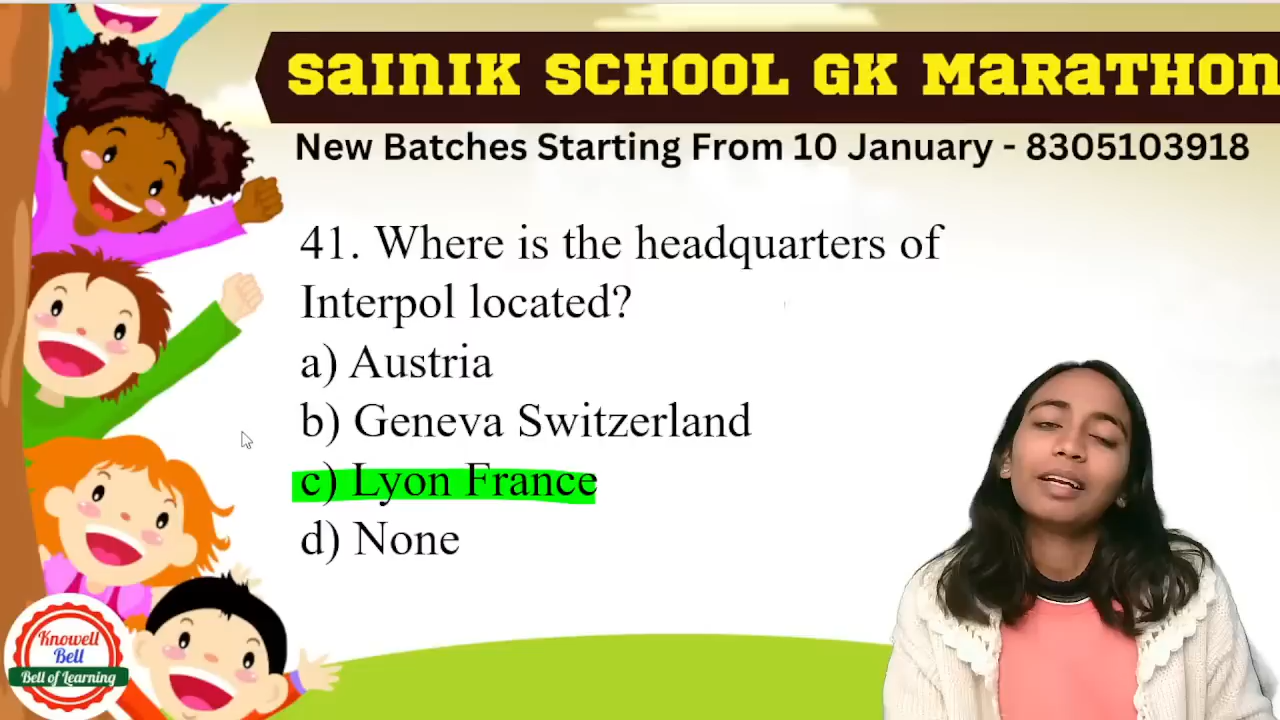 SAINIK SCHOOL GK MARATHON
New Batches Starting From 10 January - 8305103918
41. Where is the headquarters of
Interpol located?
a) Austria
b) Geneva Switzerland
c) Lyon France
d) None
Knowell
Bell
Bell of Learning